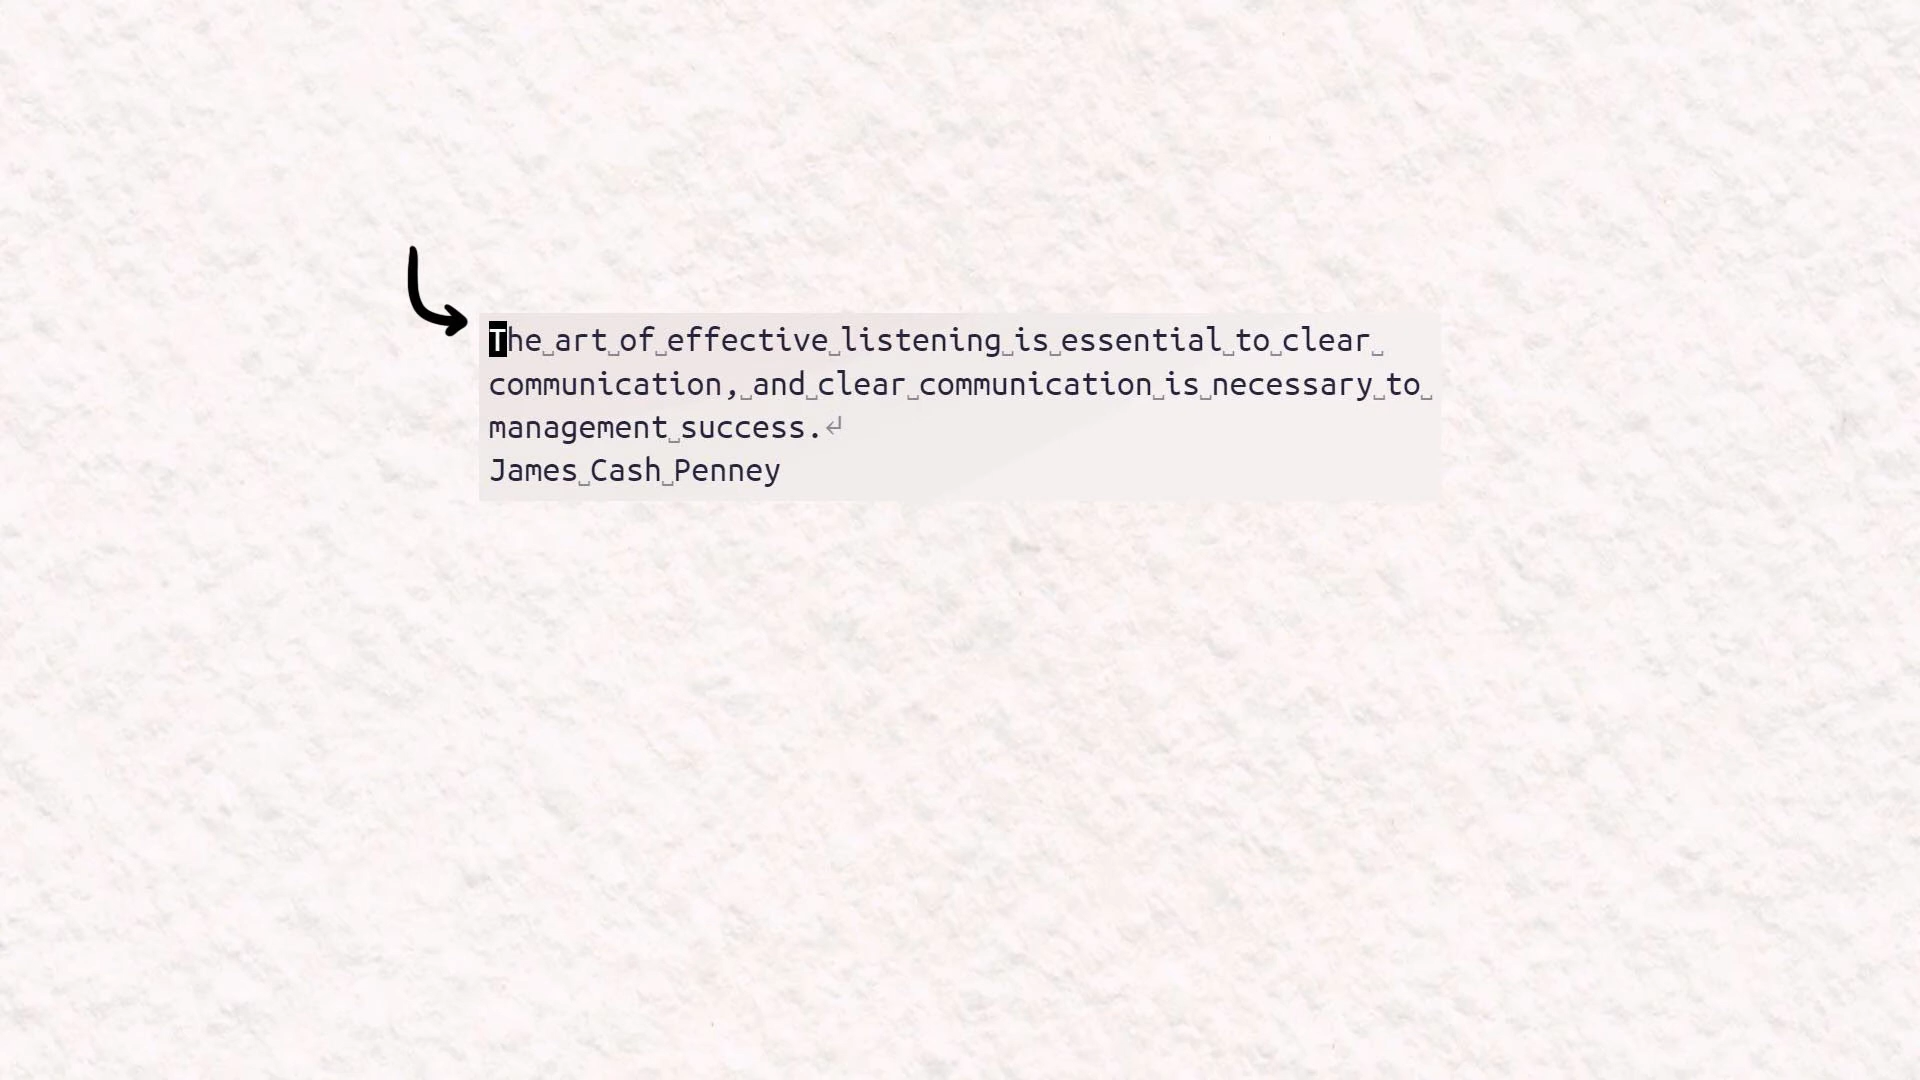 The art of effective listening is essential to clear
communication, and clear communication is necessary to
management success.
James Cash Penney